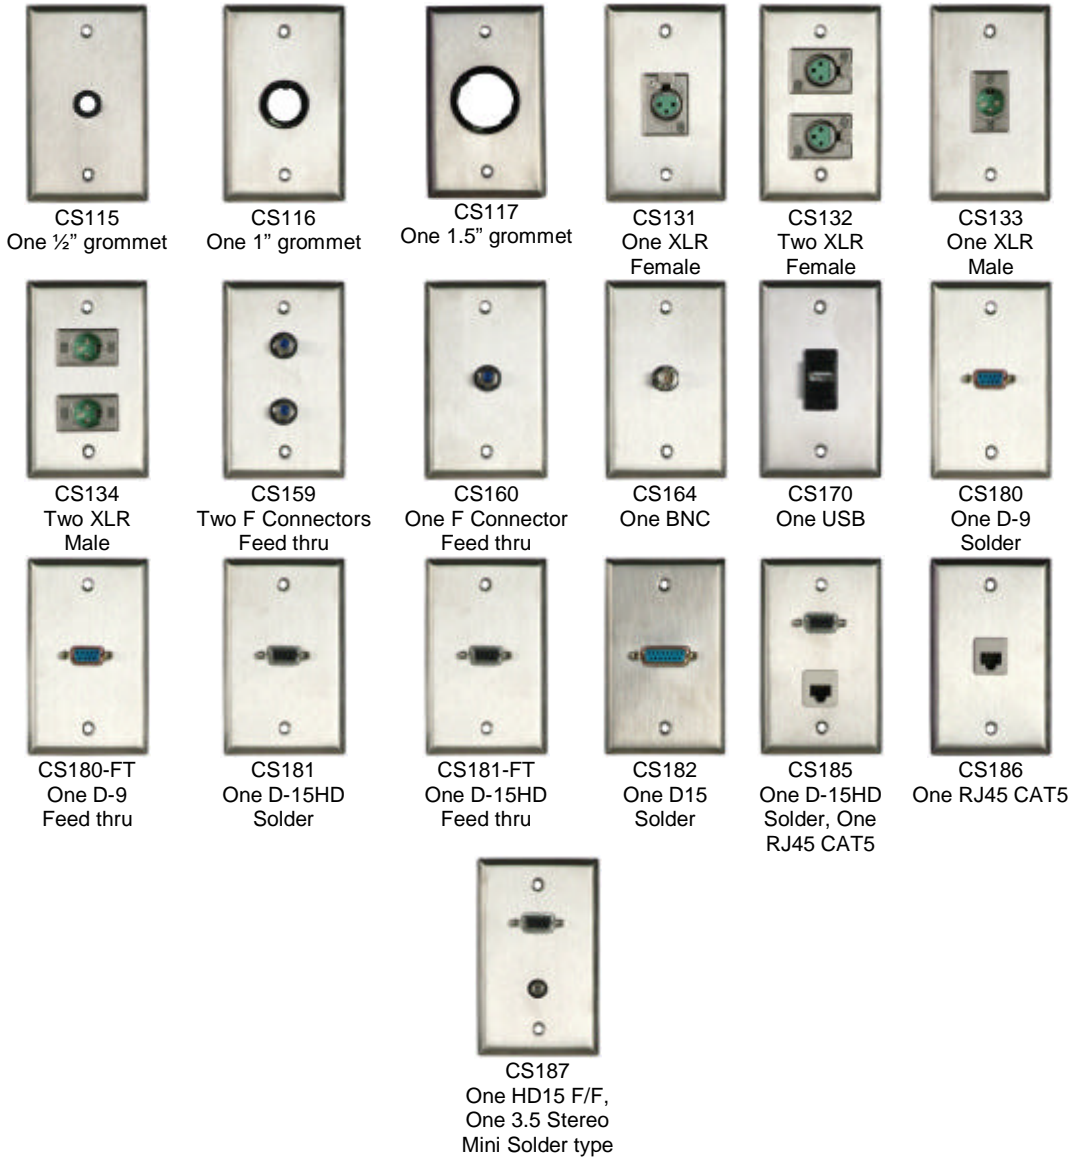 CS115
One ½” grommet
CS116
One 1” grommet
CS117
One 1.5” grommet
CS131
One XLR
Female
CS132
Two XLR
Female
CS133
One XLR
Male
CS134
Two XLR
Male
CS159
Two F Connectors
Feed thru
CS160
One F Connector
Feed thru
CS164
One BNC
CS170
One USB
CS180
One D-9
Solder
CS180-FT
One D-9
Feed thru
CS181
One D-15HD
Solder
CS181-FT
One D-15HD
Feed thru
CS182
One D15
Solder
CS185
One D-15HD
Solder, One
RJ45 CAT5
CS186
One RJ45 CAT5
CS187
One HD15 F/F,
One 3.5 Stereo
Mini Solder type